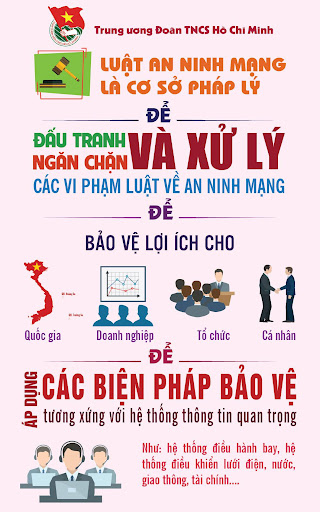 Trung ương Đoàn TNCS Hồ Chí Minh
LUẬT AN NINH MẠNG
LÀ CƠ SỞ PHÁP LÝ
ĐỂ
ĐẤU TRANH
NGĂN CHẶN
VÀ XỬ LÝ
CÁC VI PHẠM LUẬT VỀ AN NINH MẠNG
ĐỂ
BẢO VỆ LỢI ÍCH CHO
Quốc gia
Doanh nghiệp
Tổ chức
Cá nhân
ĐỂ
ÁP DỤNG
CÁC BIỆN PHÁP BẢO VỆ
tương xứng với hệ thống thông tin quan trọng
Như: hệ thống điều hành bay, hệ
thống điều khiển lưới điện, nước,
giao thông, tài chính....